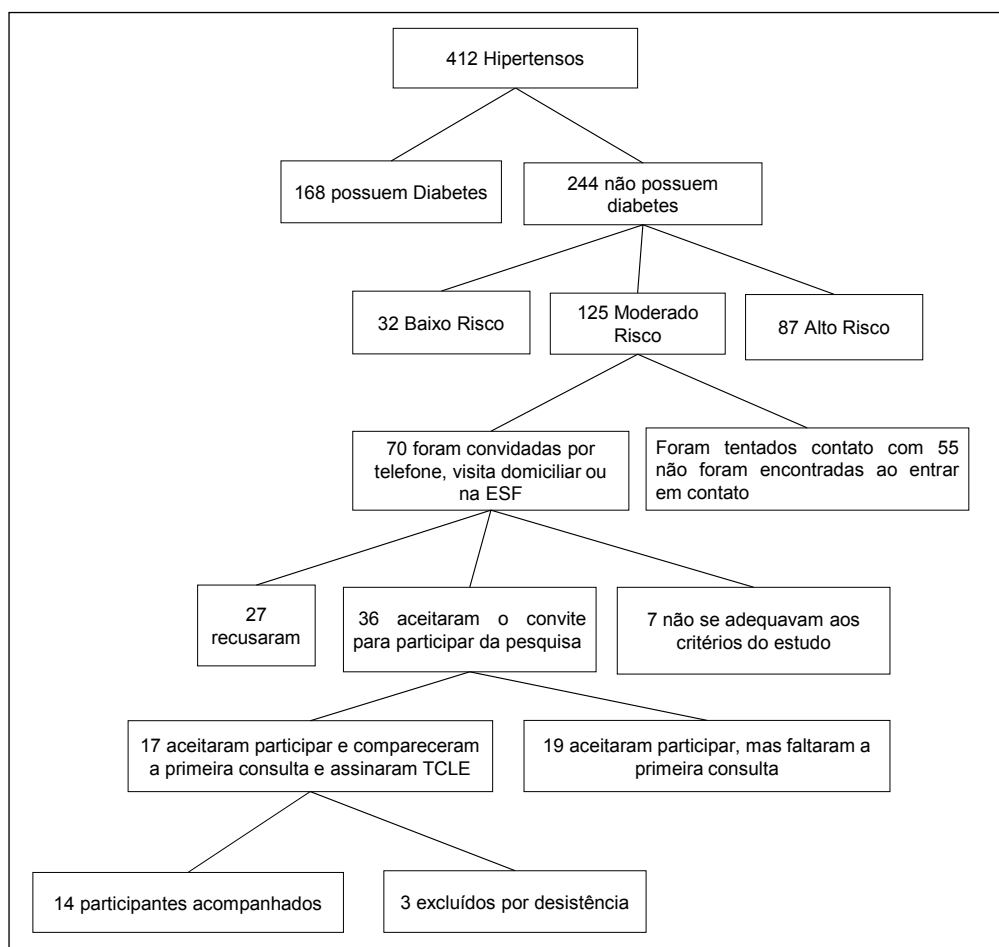 412 Hipertensos
168 possuem Diabetes
244 não possuem
diabetes
32 Baixo Risco
125 Moderado
Risco
87 Alto Risco
70 foram convidadas por
telefone, visita domiciliar ou
na ESF
Foram tentados contato com 55
não foram encontradas ao entrar
em contato
27
recusaram
36 aceitaram o convite
para participar da pesquisa
7 não se adequavam aos
critérios do estudo
17 aceitaram participar e compareceram
a primeira consulta e assinaram TCLE
19 aceitaram participar, mas faltaram a
primeira consulta
14 participantes acompanhados
3 excluídos por desistência